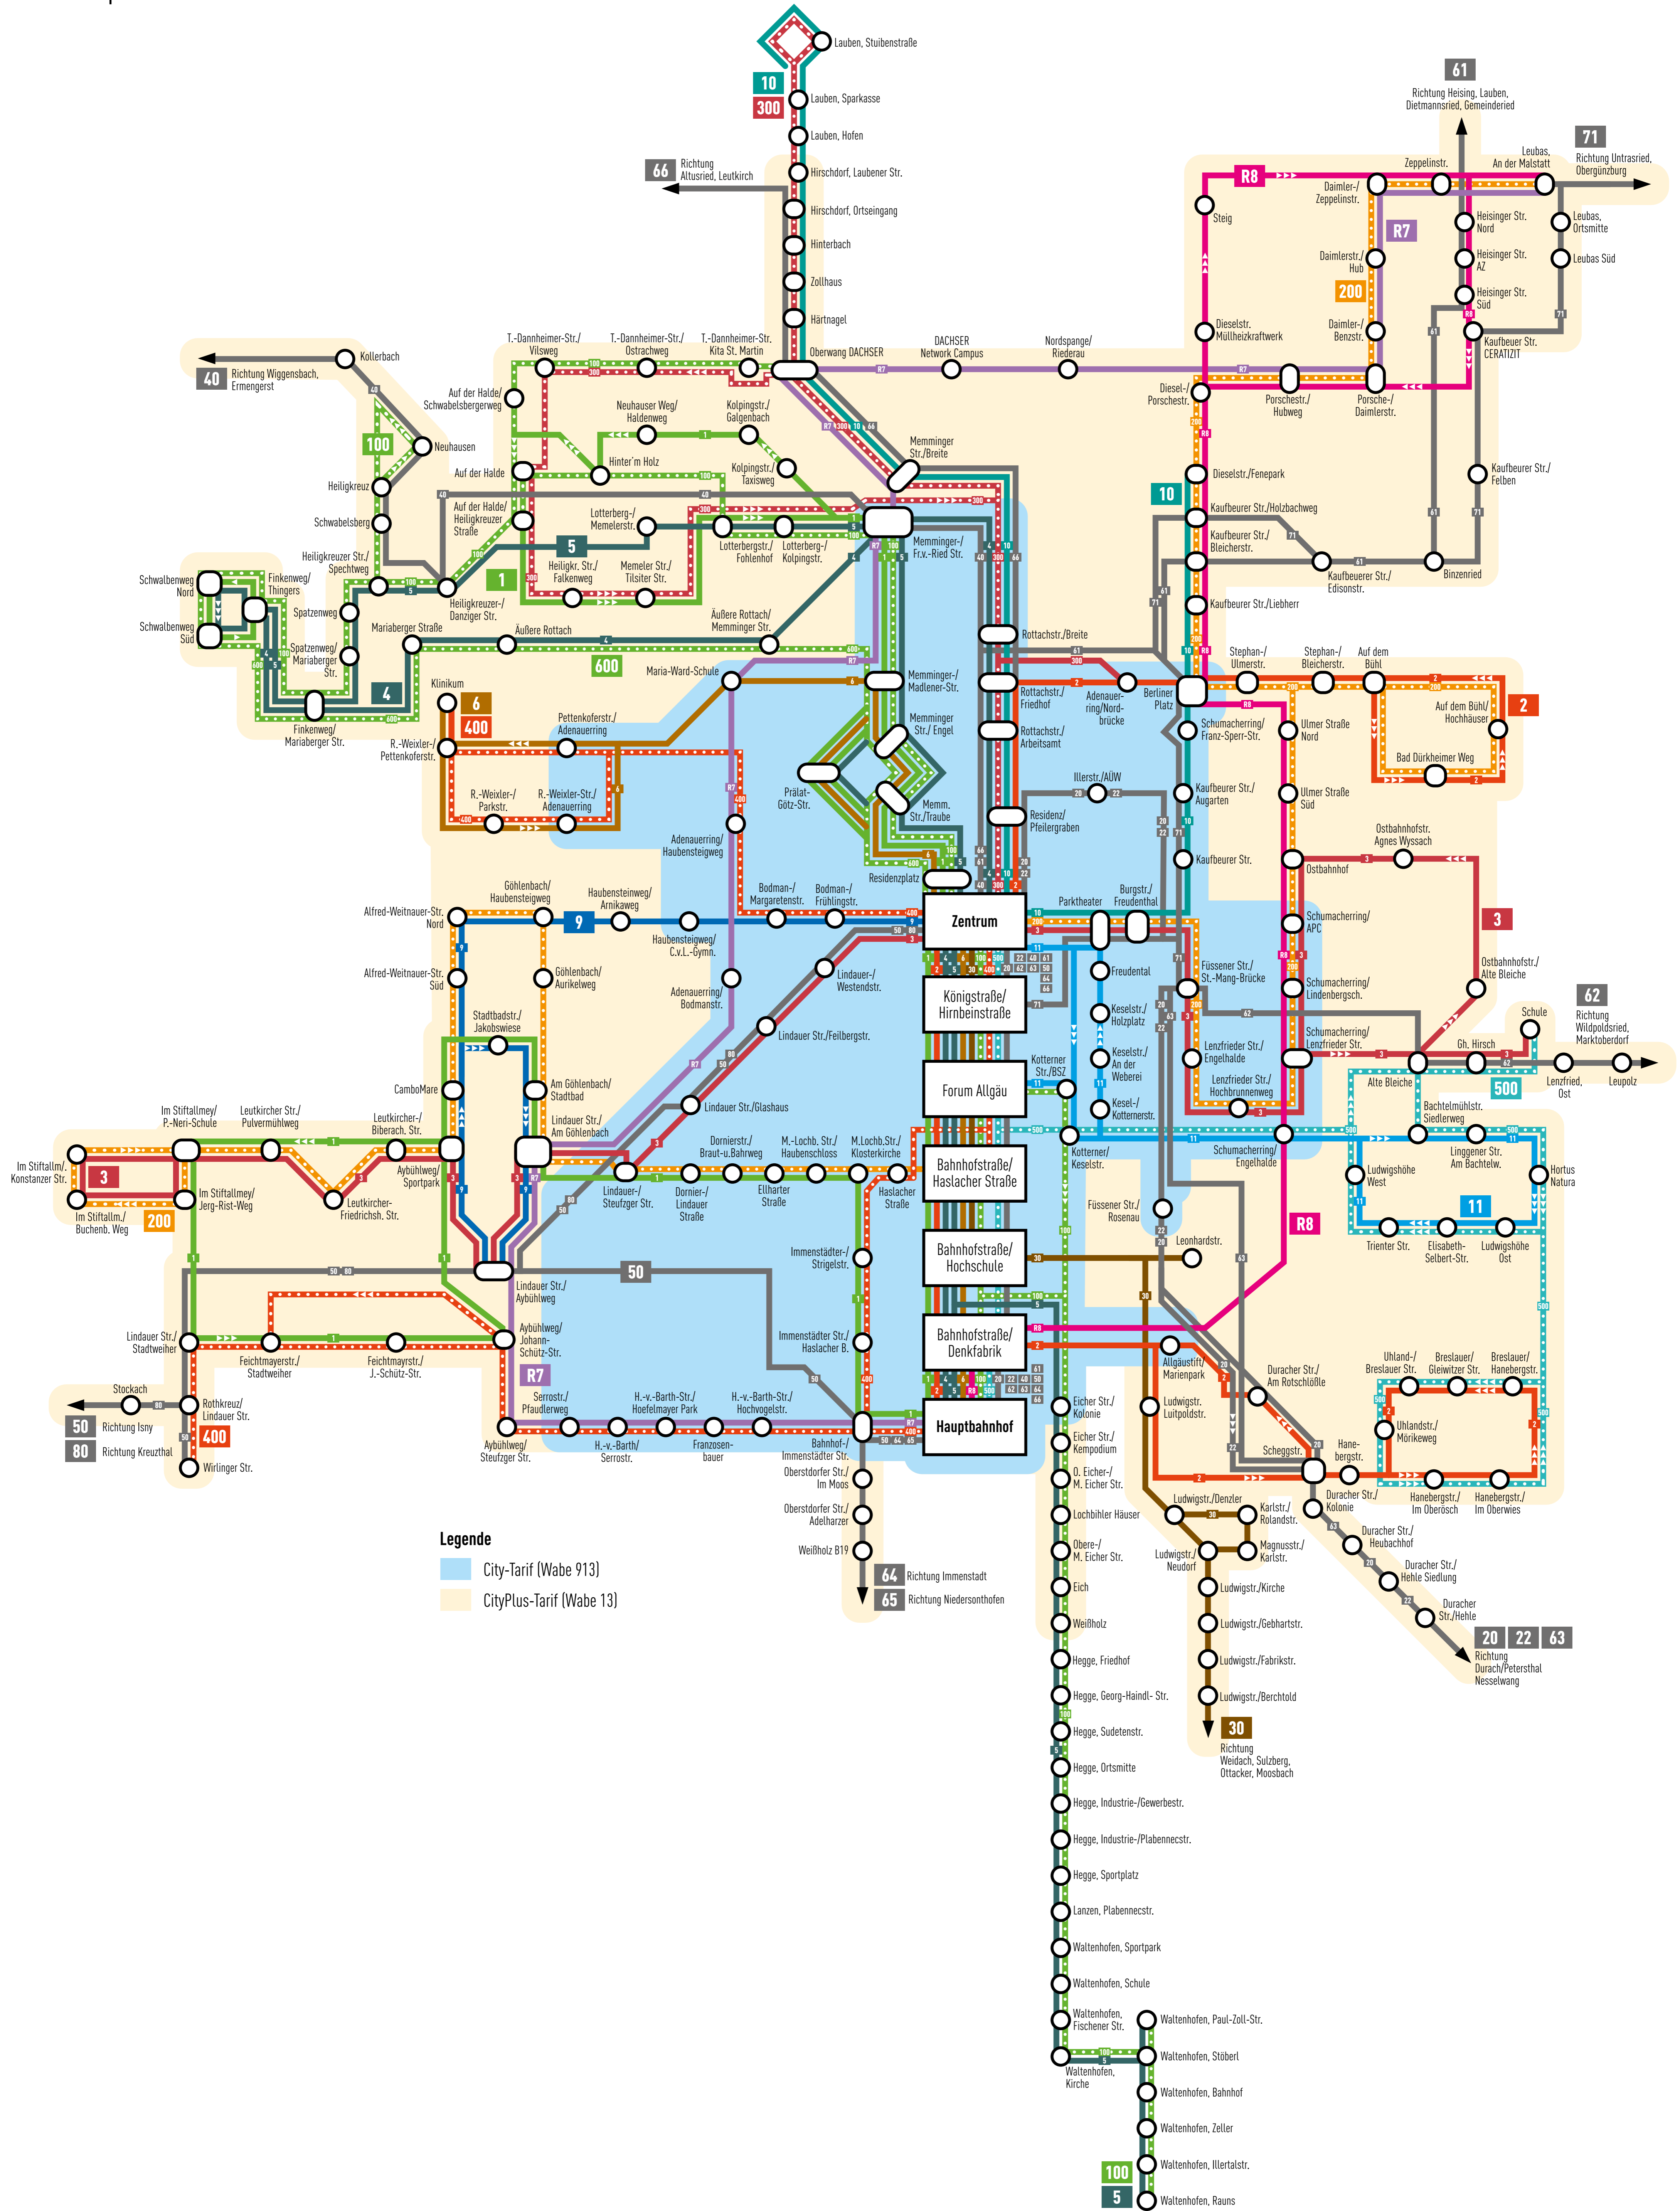 Lauben, Stuibenstraße
10
300
Lauben, Sparkasse
Lauben, Hofen
Hirschdorf, Laubener Str.
66
Richtung
Altusried, Leutkirch
Hirschdorf, Ortseingang
Hinterbach
Zollhaus
Härtnagel
Oberwang DACHSER
61
Richtung Heising, Lauben,
Dietmannsried, Gemeinderied
71
Richtung Untrasried,
Obergünzburg
R8
Steig
Daimler-/
Zeppelinstr.
Zeppelinstr.
Leubas,
An der Malstatt
Heisinger Str.
Nord
Leubas,
Ortsmitte
R7
Daimlerstr./
Hub
Heisinger Str.
AZ
Leubas Süd
200
Heisinger Str.
Süd
Dieselstr.
Müllheizkraftwerk
Daimler-/
Benzstr.
Kaufbeur Str.
CERATIZIT
DACHSER
Network Campus
Nordspange/
Riederau
Diesel-/
Porschestr.
Porschestr./
Hubweg
Porsche-/
Daimlerstr.
Kollerbach
40
Richtung Wiggensbach,
Ermengerst
T.-Dannheimer-Str./
Vilsweg
T.-Dannheimer-Str./
Ostrachweg
T.-Dannheimer-Str.
Kita St. Martin
Auf der Halde/
Schwabelsbergerweg
Neuhauser Weg/
Haldenweg
Kolpingstr./
Galgenbach
100
Neuhausen
Auf der Halde
Hinter'm Holz
Kolpingstr./
Taxisweg
Memminger
Str./Breite
Heiligkreuz
Schwabelsberg
Auf der Halde/
Heiligkreuzer
Straße
Lotterberg-/
Memelerstr.
Lotterbergstr./
Fohlenhof
Lotterberg-/
Kolpingstr.
Memminger-/
Fr.v.-Ried Str.
5
1
Heiligkr. Str./
Falkenweg
Memeler Str./
Tilsiter Str.
Heiligkreuzer Str./
Spechtweg
Heiligkreuzer-/
Danziger Str.
Schwalbenweg
Nord
Finkenweg/
Thingers
Schwalbenweg
Süd
Spatzenweg
Spatzenweg/
Mariaberger
Str.
Mariaberger Straße
Äußere Rottach
Äußere Rottach/
Memminger Str.
600
4
Finkenweg/
Mariaberger Str.
Dieselstr./Fenepark
10
Kaufbeurer Str./Holzbachweg
Kaufbeurer Str./
Bleicherstr.
Kaufbeurer Str./
Felben
Kaufbeuerer Str./
Edisonstr.
Binzenried
Kaufbeurer Str./Liebherr
Rottachstr./Breite
Rottachstr./
Friedhof
Adenauer-
ring/Nord-
brücke
Berliner
Platz
Stephan-/
Ulmerstr.
Stephan-/
Bleicherstr.
Auf dem
Bühl
2
Auf dem Bühl/
Hochhäuser
Bad Dürkheimer Weg
Klinikum
6
400
R.-Weixler-/
Pettenkoferstr.
Pettenkoferstr./
Adenauerring
R.-Weixler-/
Parkstr.
R.-Weixler-Str./
Adenauerring
Maria-Ward-Schule
Memminger-/
Madlener-Str.
Memminger
Str./ Engel
Prälat-
Götz-Str.
Memm.
Str./Traube
Rottachstr./
Arbeitsamt
Schumacherring/
Franz-Sperr-Str.
Ulmer Straße
Nord
Illerstr./AÜW
Kaufbeurer Str./
Augarten
Ulmer Straße
Süd
Residenz/
Pfeilergraben
Adenauerring/
Haubensteigweg
Kaufbeurer Str.
Ostbahnhof
Ostbahnhofstr.
Agnes Wyssach
Residenzplatz
3
Alfred-Weitnauer-Str.
Nord
Göhlenbach/
Haubensteigweg
9
Haubensteinweg/
Arnikaweg
Haubensteigweg/
C.v.L.-Gymn.
Bodman-/
Margaretenstr.
Bodman-/
Frühlingstr.
Zentrum
Parktheater
Burgstr./
Freudenthal
Schumacherring/
APC
Alfred-Weitnauer-Str.
Süd
Göhlenbach/
Aurikelweg
Adenauerring/
Bodmanstr.
Lindauer-/
Westendstr.
Königstraße/
Hirnbeinstraße
Freudental
Füssener Str./
St.-Mang-Brücke
Schumacherring/
Lindenbergsch.
Ostbahnhofstr./
Alte Bleiche
62
Richtung
Wildpoldsried,
Marktoberdorf
Schule
Keselstr./
Holzplatz
Stadtbadstr./
Jakobswiese
Lindauer Str./Feilbergstr.
Kotterner
Str./BSZ
Keselstr./
An der
Weberei
Lenzfrieder Str./
Engelhalde
Schumacherring/
Lenzfrieder Str.
Gh. Hirsch
Alte Bleiche
500
Lenzfried,
Ost
Leupolz
CamboMare
Am Göhlenbach/
Stadtbad
Forum Allgäu
Lenzfrieder Str./
Hochbrunnenweg
Lindauer Str./Glashaus
Kesel-/
Kotternerstr.
Bachtelmühlstr.
Siedlerweg
Im Stiftallmey/
P.-Neri-Schule
Leutkircher Str./
Pulvermühlweg
Leutkircher-/
Biberach. Str.
Lindauer Str./
Am Göhlenbach
Kotterner/
Keselstr.
Schumacherring/
Engelhalde
Linggener Str.
Am Bachtelw.
Im Stiftallm./.
Konstanzer Str.
3
Aybühlweg/
Sportpark
Dornierstr./
Braut-u.Bahrweg
M.-Lochb. Str./
Haubenschloss
M.Lochb.Str./
Klosterkirche
Bahnhofstraße/
Haslacher Straße
Ludwigshöhe
West
Hortus
Natura
Im Stiftallm./
Buchenb. Weg
200
Im Stiftallmey/
Jerg-Rist-Weg
Leutkircher-
Friedrichsh. Str.
Lindauer-/
Steufzger Str.
Dornier-/
Lindauer
Straße
Ellharter
Straße
Haslacher
Straße
Füssener Str./
Rosenau
11
R8
Trienter Str.
Elisabeth-
Selbert-Str.
Ludwigshöhe
Ost
Immenstädter-/
Strigelstr.
Bahnhofstraße/
Hochschule
Leonhardstr.
50
Lindauer Str./
Aybühlweg
Lindauer Str./
Stadtweiher
Feichtmayerstr./
Stadtweiher
Feichtmayrstr./
J.-Schütz-Str.
Aybühlweg/
Johann-
Schütz-Str.
Immenstädter Str./
Haslacher B.
Bahnhofstraße/
Denkfabrik
Allgäustift/
Marienpark
Duracher Str./
Am Rotschlößle
Uhland-/
Breslauer Str.
Breslauer/
Gleiwitzer Str.
Breslauer/
Hanebergstr.
R7
Stockach
50
Richtung Isny
80
Richtung Kreuzthal
Rothkreuz/
Lindauer Str.
400
Wirlinger Str.
Serrostr./
Pfaudlerweg
H.-v.-Barth-Str./
Hoefelmayer Park
H.-v.-Barth-Str./
Hochvogelstr.
Aybühlweg/
Steufzger Str.
H.-v.-Barth/
Serrostr.
Franzosen-
bauer
Bahnhof-/
Immenstädter Str.
Hauptbahnhof
Eicher Str./
Kolonie
Ludwigstr.
Luitpoldstr.
Uhlandstr./
Mörikeweg
Eicher Str./
Kempodium
Scheggstr.
Hane-
bergstr.
Oberstdorfer Str./
Im Moos
O. Eicher-/
M. Eicher Str.
Hanebergstr./
Im Oberösch
Hanebergstr./
Im Oberwies
Oberstdorfer Str./
Adelharzer
Lochbihler Häuser
Ludwigstr./Denzler
Karlstr./
Rolandstr.
Duracher Str./
Kolonie
Weißholz B19
Obere-/
M. Eicher Str.
Ludwigstr./
Neudorf
Magnusstr./
Karlstr.
Duracher Str./
Heubachhof
64
Richtung Immenstadt
65
Richtung Niedersonthofen
Legende
City-Tarif (Wabe 913)
CityPlus-Tarif (Wabe 13)
Eich
Ludwigstr./Kirche
Duracher Str./
Hehle Siedlung
Weißholz
Ludwigstr./Gebhartstr.
Duracher
Str./Hehle
20
22
63
Richtung
Durach/Petersthal
Nesselwang
Hegge, Friedhof
Ludwigstr./Fabrikstr.
Hegge, Georg-Haindl- Str.
Ludwigstr./Berchtold
Hegge, Sudetenstr.
30
Richtung
Weidach, Sulzberg,
Ottacker, Moosbach
Hegge, Ortsmitte
Hegge, Industrie-/Gewerbestr.
Hegge, Industrie-/Plabennecstr.
Hegge, Sportplatz
Lanzen, Plabennecstr.
Waltenhofen, Sportpark
Waltenhofen, Schule
Waltenhofen,
Fischener Str.
Waltenhofen, Paul-Zoll-Str.
Waltenhofen,
Kirche
Waltenhofen, Stöberl
Waltenhofen, Bahnhof
Waltenhofen, Zeller
Waltenhofen, Illertalstr.
100
5
Waltenhofen, Rauns